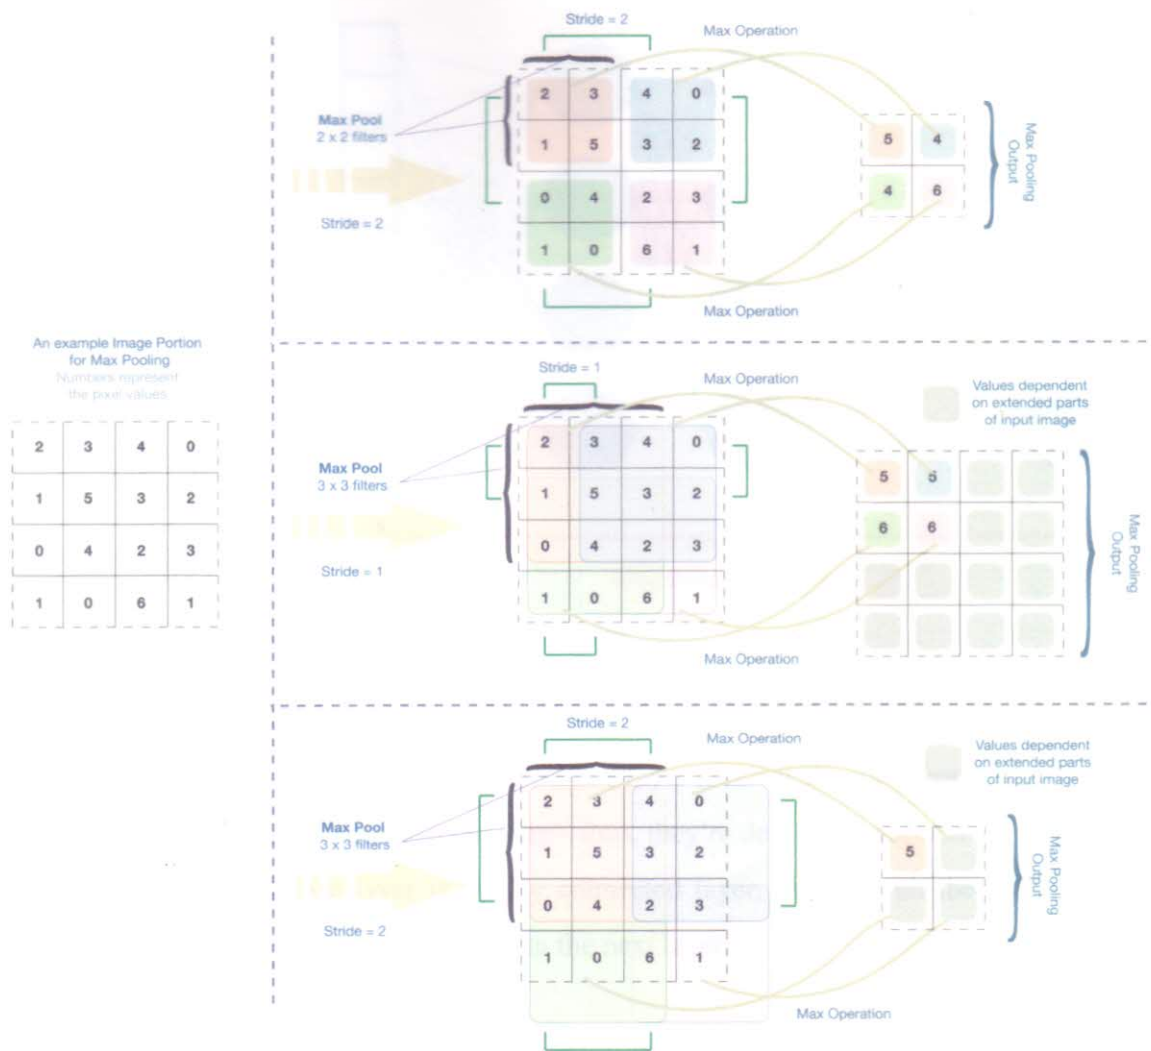 An example Image Portion
for Max Pooling
Numbers represent
the pixel values
2 3 4 0
1 5 3 2
0 4 2 3
1 0 6 1
Stride = 2
Max Operation
Max Pool
2 x 2 filters
Stride = 2
2 3 4 0
1 5 3 2
0 4 2 3
1 0 6 1
5 4
4 6
Max Pooling
Output
Max Operation
Stride = 1
Max Operation
Values dependent
on extended parts
of input image
Max Pool
3 x 3 filters
Stride = 1
2 3 4 0
1 5 3 2
0 4 2 3
1 0 6 1
5 5
6 6
Max Pooling
Output
Max Operation
Stride = 2
Max Operation
Values dependent
on extended parts
of input image
Max Pool
3 x 3 filters
Stride = 2
2 3 4 0
1 5 3 2
0 4 2 3
1 0 6 1
5
Max Pooling
Output
Max Operation